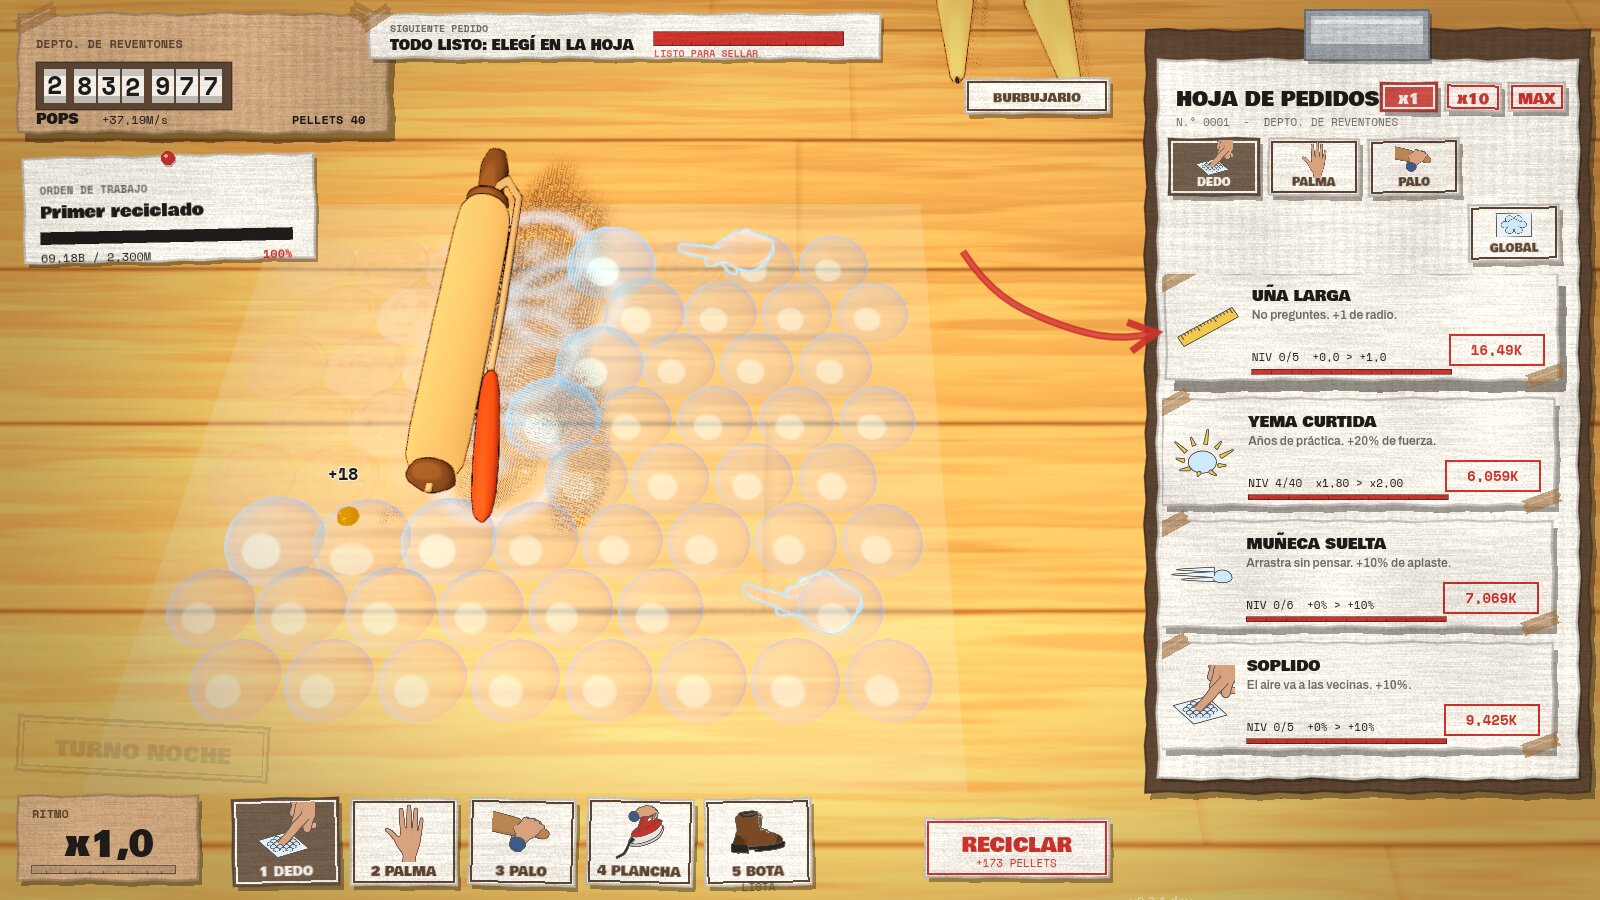 DEPTO. DE REVENTONES
2 832 977
POPS +37,19M/s PELLETS 40
SIGUIENTE PEDIDO
TODO LISTO: ELEGÍ EN LA HOJA
LISTO PARA SELLAR
BURBUJARIO
ORDEN DE TRABAJO
Primer reciclado
69,18B / 2,300M 100%
+18
TURNO NOCHE
RITMO
x1,0
1 DEDO
2 PALMA
3 PALO
4 PLANCHA
5 BOTA
LISTA
RECICLAR
+173 PELLETS
HOJA DE PEDIDOS x1 x10 MAX
N.° 0001 - DEPTO. DE REVENTONES
DEDO
PALMA
PALO
GLOBAL
UÑA LARGA
No preguntes. +1 de radio.
NIV 0/5 +0,0 > +1,0
16,49K
YEMA CURTIDA
Años de práctica. +20% de fuerza.
NIV 4/40 x1,80 > x2,00
6,059K
MUÑECA SUELTA
Arrastra sin pensar. +10% de aplaste.
NIV 0/6 +0% > +10%
7,069K
SOPLIDO
El aire va a las vecinas. +10%.
NIV 0/5 +0% > +10%
9,425K